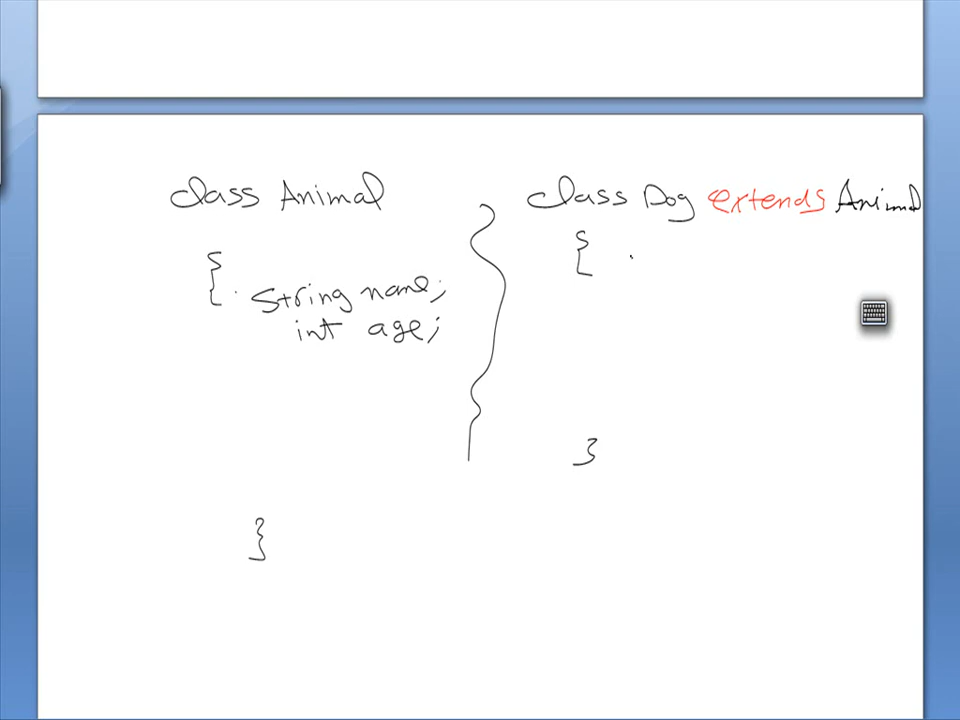 class Animal
{
String name;
int age;
}
class Dog extends Animal
{
}